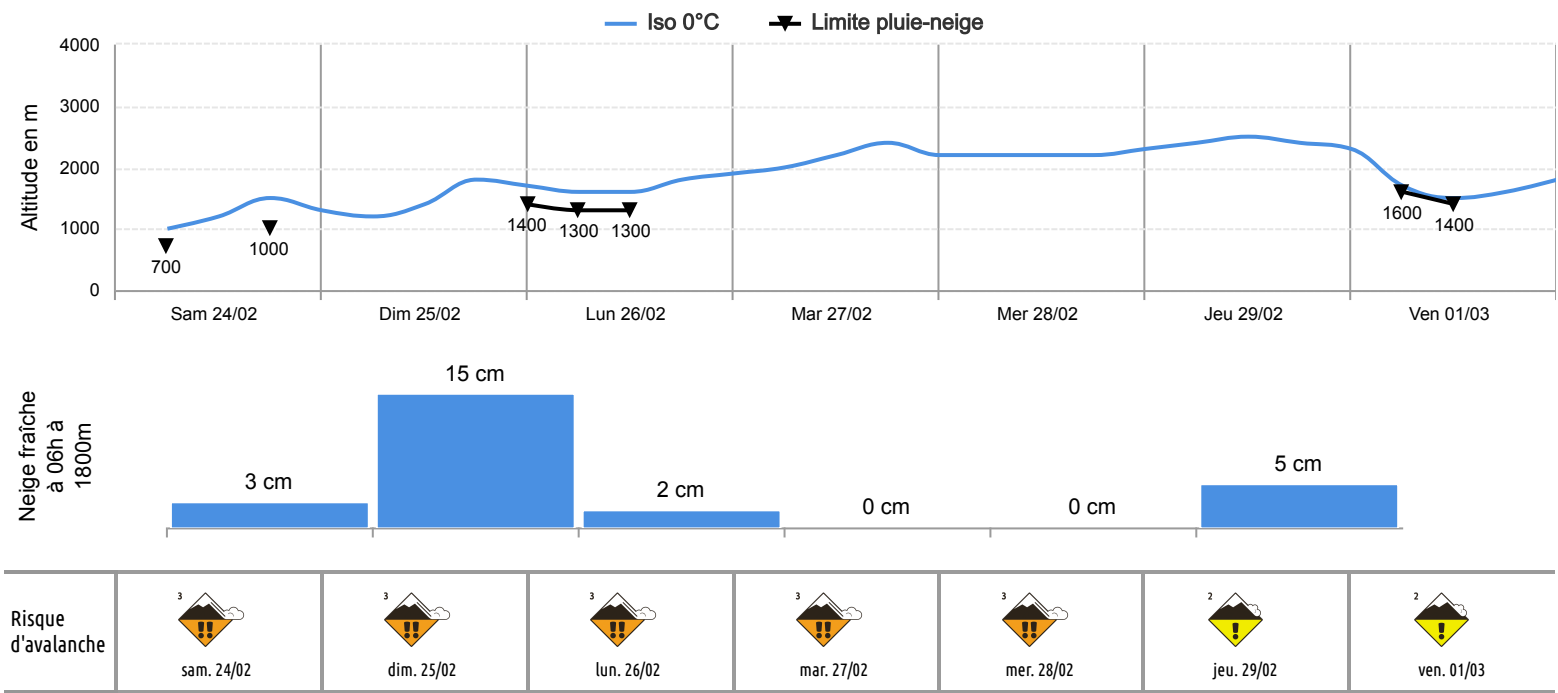 Iso 0°C
Limite pluie-neige
Altitude en m
4000
3000
2000
1000
0
700
1000
1400
1300
1300
1600
1400
Sam 24/02
Dim 25/02
Lun 26/02
Mar 27/02
Mer 28/02
Jeu 29/02
Ven 01/03
Neige fraîche
à 06h à
1800m
3 cm
15 cm
2 cm
0 cm
0 cm
5 cm
Risque
d'avalanche
3
sam. 24/02
3
dim. 25/02
3
lun. 26/02
3
mar. 27/02
3
mer. 28/02
2
jeu. 29/02
2
ven. 01/03